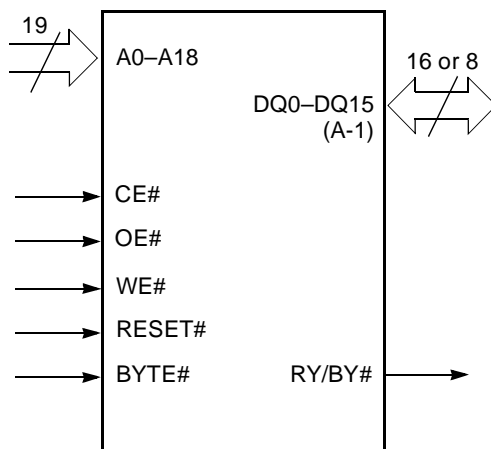 19
A0–A18
16 or 8
DQ0–DQ15
(A-1)
CE#
OE#
WE#
RESET#
BYTE#
RY/BY#